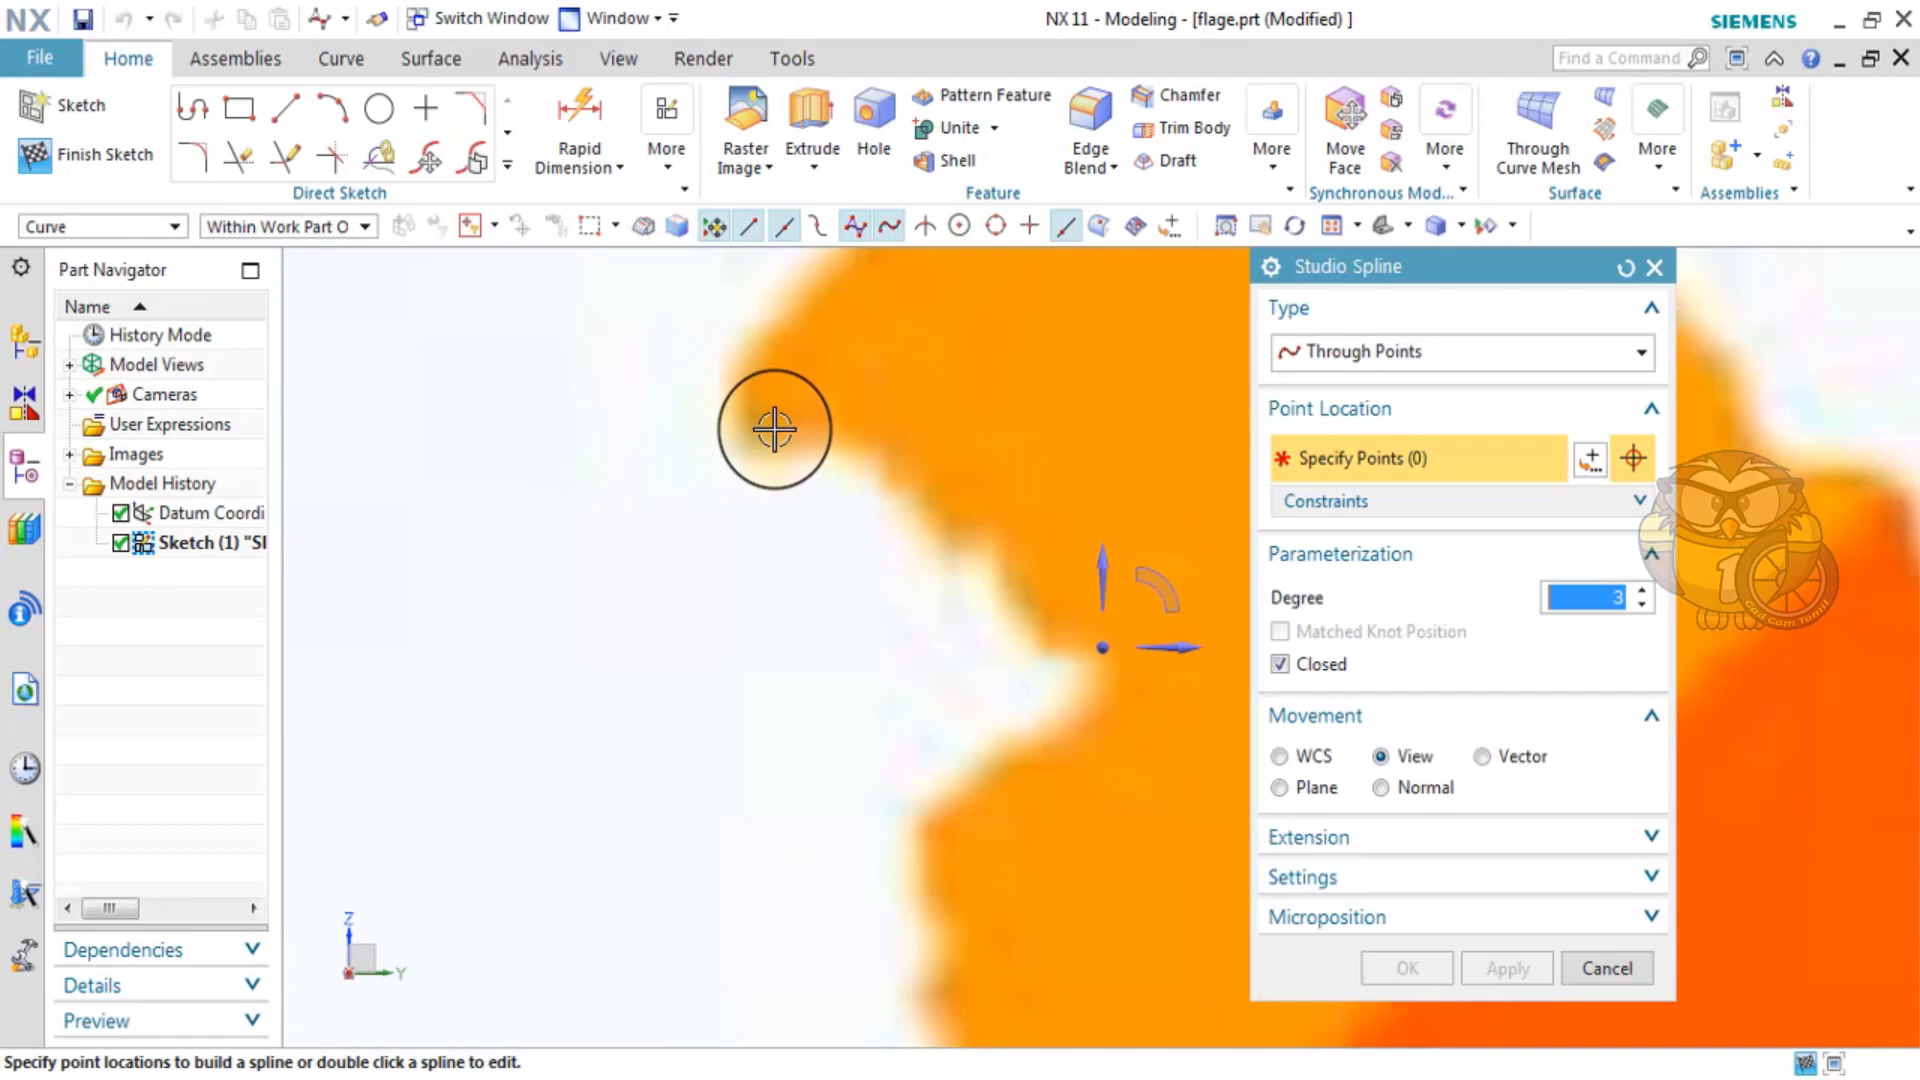 NX
Switch Window
Window
NX 11 - Modeling - [flage.prt (Modified) ]
SIEMENS
File
Home
Assemblies
Curve
Surface
Analysis
View
Render
Tools
Find a Command
Sketch
Finish Sketch
Direct Sketch
Rapid
Dimension
More
Raster
Image
Extrude
Hole
Pattern Feature
Unite
Shell
Edge
Blend
Chamfer
Trim Body
Draft
More
Feature
Move
Face
More
Synchronous Mod...
Through
Curve Mesh
More
Surface
Assemblies
Curve
Within Work Part O
Part Navigator
Name
History Mode
Model Views
Cameras
User Expressions
Images
Model History
Datum Coordi
Sketch (1) "SI
Dependencies
Details
Preview
Z
Y
Studio Spline
Type
Through Points
Point Location
Specify Points (0)
Constraints
Parameterization
Degree
3
Matched Knot Position
Closed
Movement
WCS
View
Vector
Plane
Normal
Extension
Settings
Microposition
OK
Apply
Cancel
Cad Cam Tamil
Specify point locations to build a spline or double click a spline to edit.